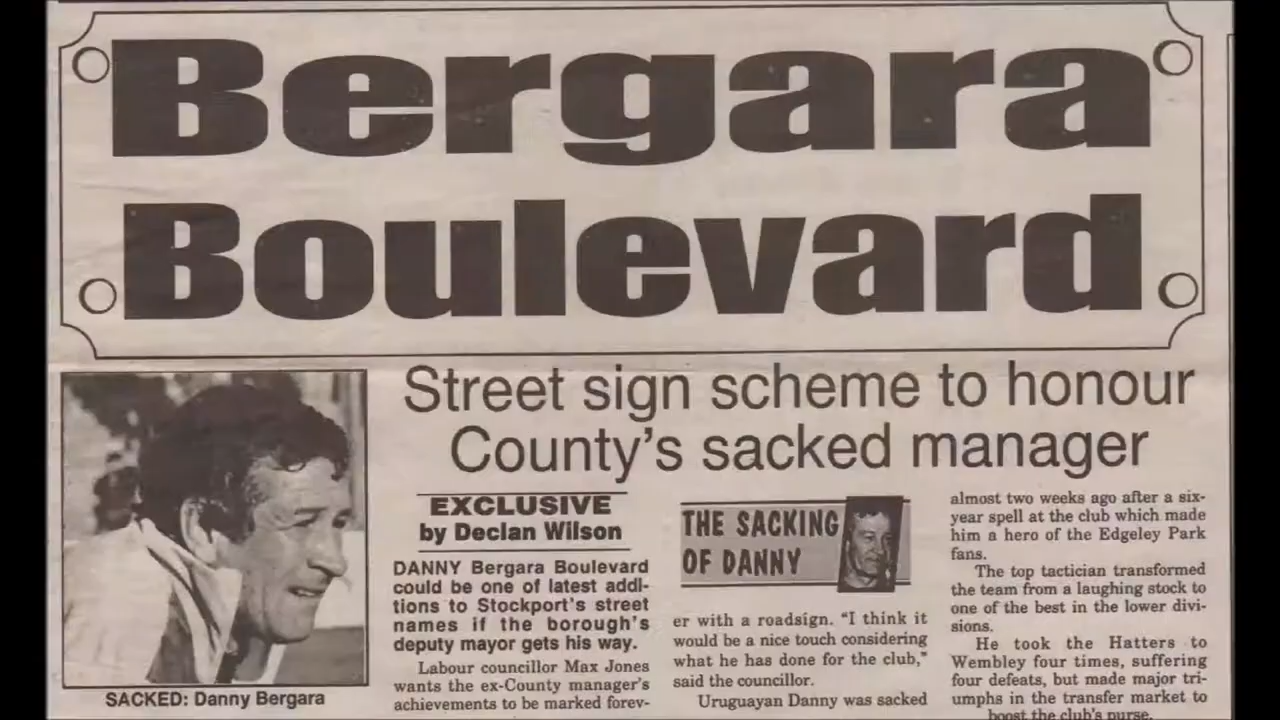 Bergara
Boulevard
Street sign scheme to honour
County's sacked manager
SACKED: Danny Bergara
EXCLUSIVE
by Declan Wilson
DANNY Bergara Boulevard
could be one of latest addi-
tions to Stockport's street
names if the borough's
deputy mayor gets his way.
Labour councillor Max Jones
wants the ex-County manager's
achievements to be marked forev-
THE SACKING
OF DANNY
er with a roadsign. "I think it
would be a nice touch considering
what he has done for the club,"
said the councillor.
Uruguayan Danny was sacked
almost two weeks ago after a six-
year spell at the club which made
him a hero of the Edgeley Park
fans.
The top tactician transformed
the team from a laughing stock to
one of the best in the lower divi-
sions.
He took the Hatters to
Wembley four times, suffering
four defeats, but made major tri-
umphs in the transfer market to
boost the club's purse.